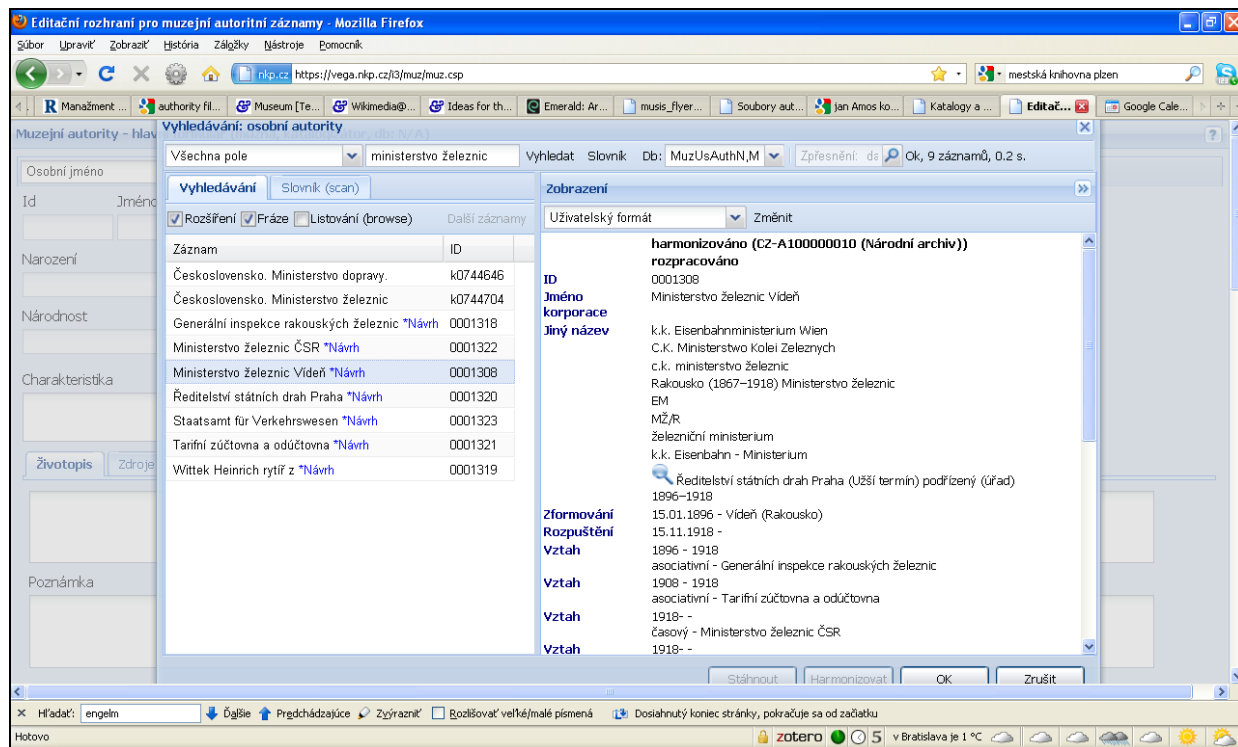 Editační rozhraní pro muzejní autoritní záznamy - Mozilla Firefox
Súbor Upraviť Zobraziť História Záložky Nástroje Pomocník
nkp.cz https://vega.nkp.cz/i3/muz/muz.csp mestská knihovna plzen
Manažment ... authority fil... Museum [Te... Wikimedia@... Ideas for th... Emerald: Ar... musis_flyer... Soubory aut... jan Amos ko... Katalogy a ... Editač... Google Cale...
Muzejní autority - hlav
Vyhledávání: osobní autority
Všechna pole ministerstvo železnic Vyhledat Slovník Db: MuzUsAuthN,M Zpřesnění: da Ok, 9 záznamů, 0.2 s.
Osobní jméno
Vyhledávání Slovník (scan) Zobrazení
Id Jméno
Rozšíření Fráze Listování (browse) Další záznamy Uživatelský formát Změnit
Záznam ID
Československo. Ministerstvo dopravy. k0744646
Československo. Ministerstvo železnic k0744704
Generální inspekce rakouských železnic *Návrh 0001318
Ministerstvo železnic ČSR *Návrh 0001322
Ministerstvo železnic Vídeň *Návrh 0001308
Ředitelství státních drah Praha *Návrh 0001320
Staatsamt für Verkehrswesen *Návrh 0001323
Tarifní zúčtovna a odúčtovna *Návrh 0001321
Wittek Heinrich rytíř z *Návrh 0001319
harmonizováno (CZ-A100000010 (Národní archiv))
rozpracováno
ID 0001308
Jméno korporace Ministerstvo železnic Vídeň
Jiný název k.k. Eisenbahnministerium Wien
C.K. Ministerstwo Kolei Zeleznych
c.k. ministerstvo železnic
Rakousko (1867–1918) Ministerstvo železnic
EM
MŽ/R
železniční ministerium
k.k. Eisenbahn - Ministerium
Ředitelství státních drah Praha (Užší termín) podřízený (úřad)
1896–1918
Zformování 15.01.1896 - Vídeň (Rakousko)
Rozpuštění 15.11.1918 -
Vztah 1896 - 1918
asociativní - Generální inspekce rakouských železnic
Vztah 1908 - 1918
asociativní - Tarifní zúčtovna a odúčtovna
Vztah 1918- -
časový - Ministerstvo železnic ČSR
Vztah 1918- -
Narození
Národnost
Charakteristika
Životopis Zdroje
Poznámka
Stáhnout Harmonizovat OK Zrušit
Hľadať: engelm Ďalšie Predchádzajúce Zvýrazniť Rozlišovať veľké/malé písmená Dosiahnutý koniec stránky, pokračuje sa od začiatku
Hotovo zotero 5 v Bratislava je 1 °C